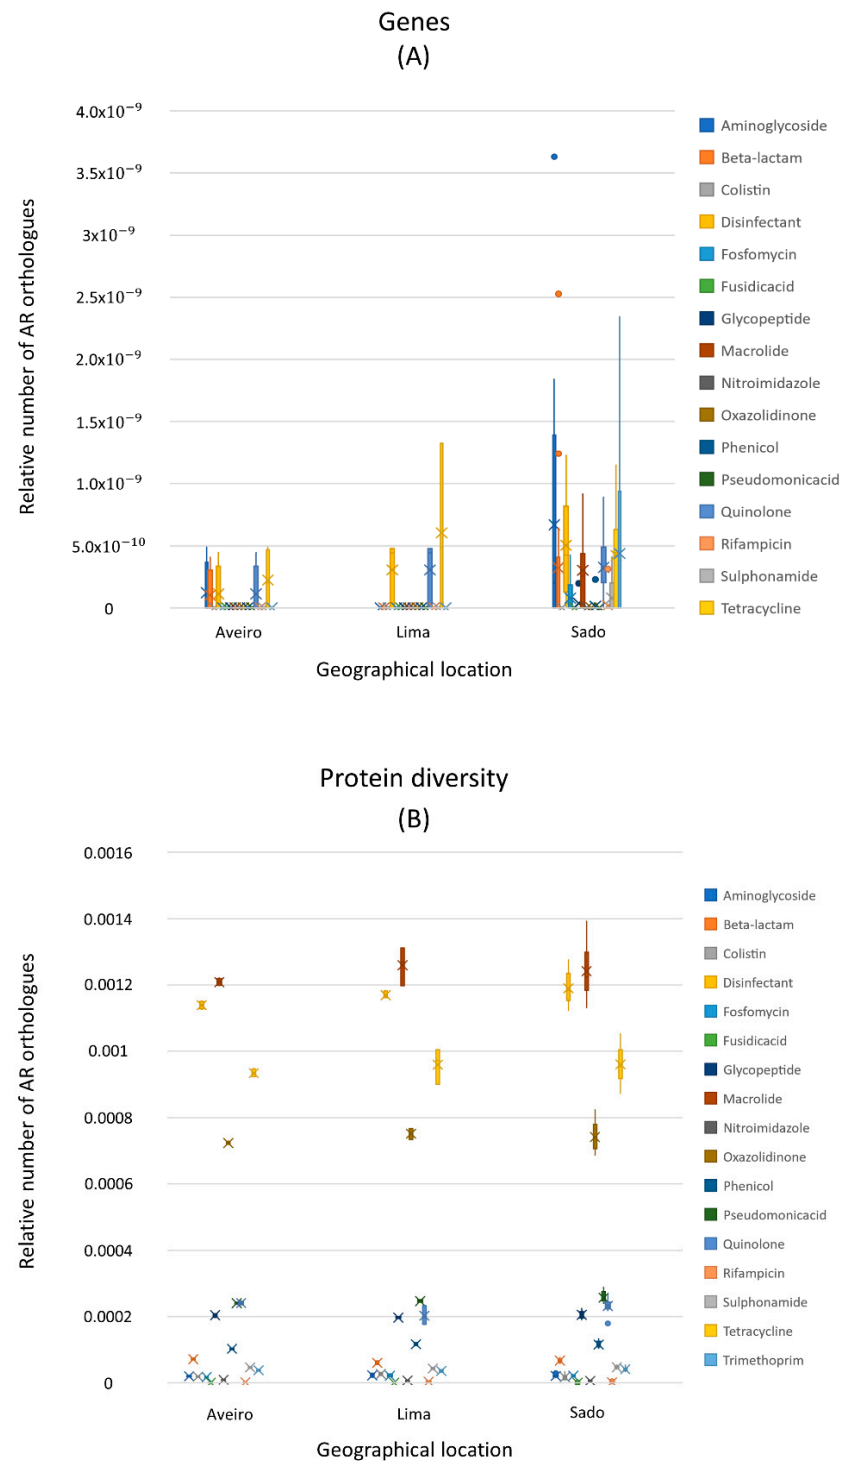 Genes
(A)
Relative number of AR orthologues
4.0x10⁻⁹
3.5x10⁻⁹
3x10⁻⁹
2.5x10⁻⁹
2.0x10⁻⁹
1.5x10⁻⁹
1.0x10⁻⁹
5.0x10⁻¹⁰
0
Aveiro
Lima
Sado
Geographical location
Aminoglycoside
Beta-lactam
Colistin
Disinfectant
Fosfomycin
Fusidicacid
Glycopeptide
Macrolide
Nitroimidazole
Oxazolidinone
Phenicol
Pseudomonicacid
Quinolone
Rifampicin
Sulphonamide
Tetracycline
Protein diversity
(B)
Relative number of AR orthologues
0.0016
0.0014
0.0012
0.001
0.0008
0.0006
0.0004
0.0002
0
Aveiro
Lima
Sado
Geographical location
Aminoglycoside
Beta-lactam
Colistin
Disinfectant
Fosfomycin
Fusidicacid
Glycopeptide
Macrolide
Nitroimidazole
Oxazolidinone
Phenicol
Pseudomonicacid
Quinolone
Rifampicin
Sulphonamide
Tetracycline
Trimethoprim